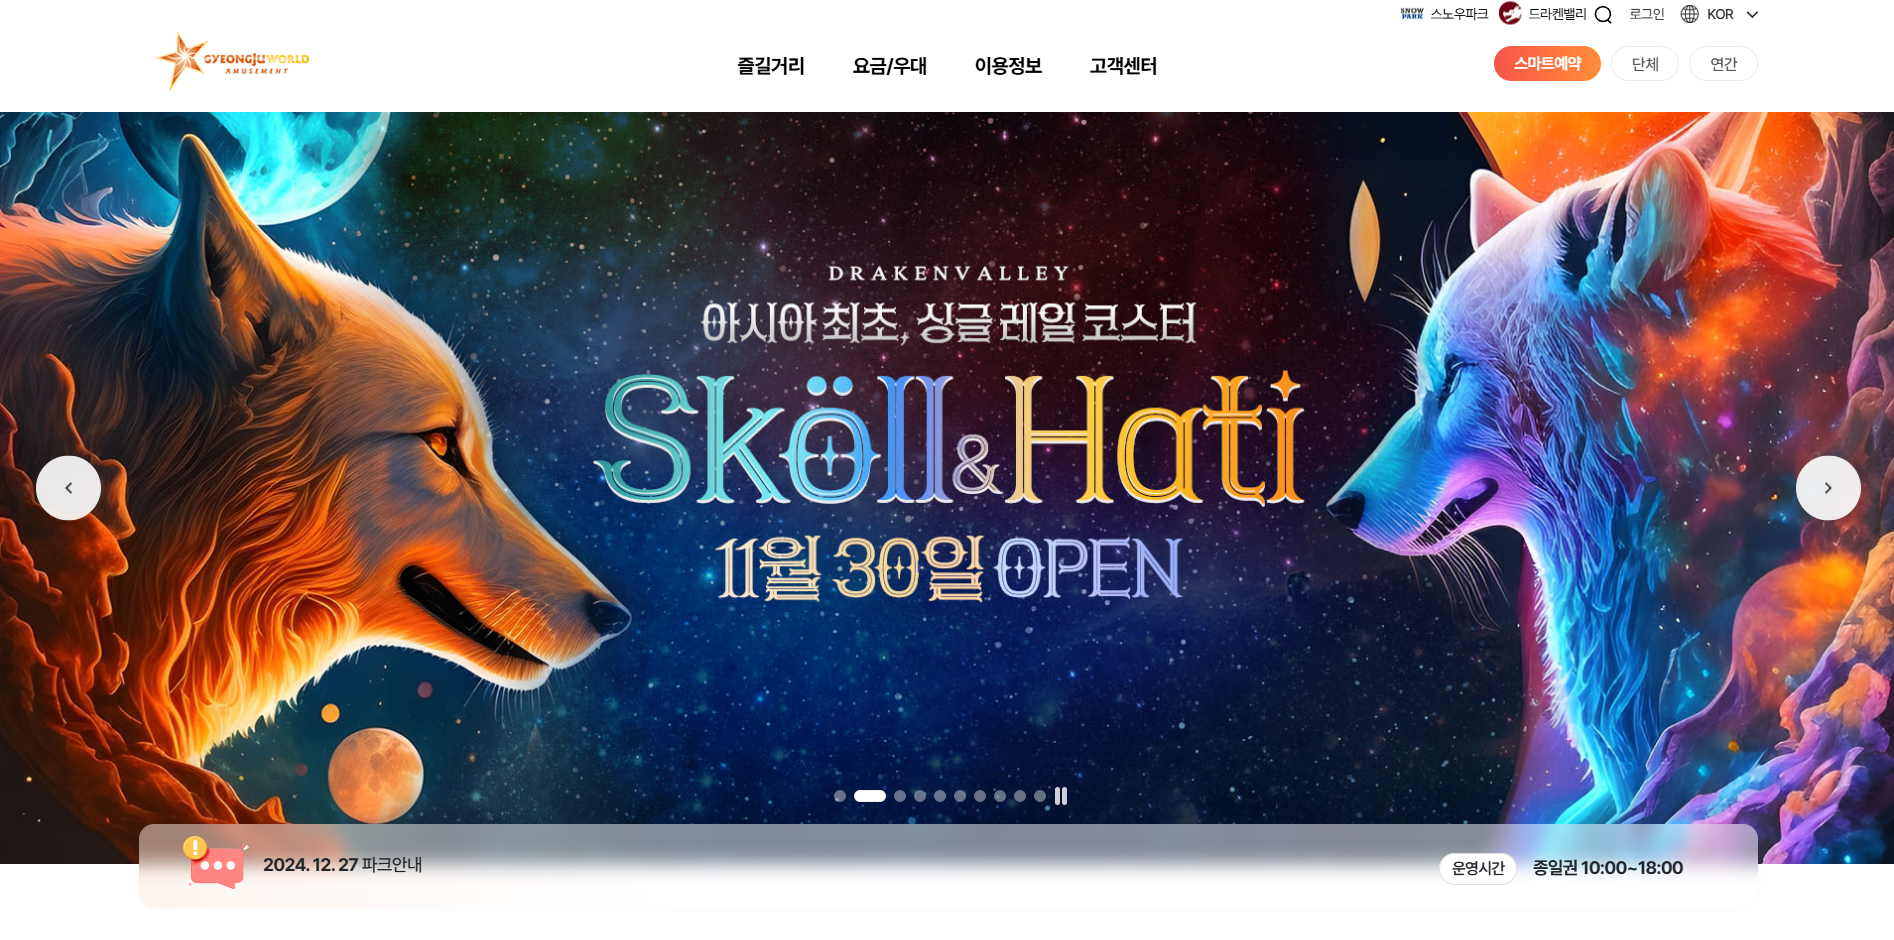 SNOW PARK 스노우파크 드라켄밸리 로그인 KOR
GYEONGJUWORLD
AMUSEMENT
즐길거리 요금/우대 이용정보 고객센터
스마트예약 단체 연간
DRAKENVALLEY
아시아 최초, 싱글 레일 코스터
Sköll&Hati
11월 30일 OPEN
2024. 12. 27 파크안내
운영시간 종일권 10:00~18:00